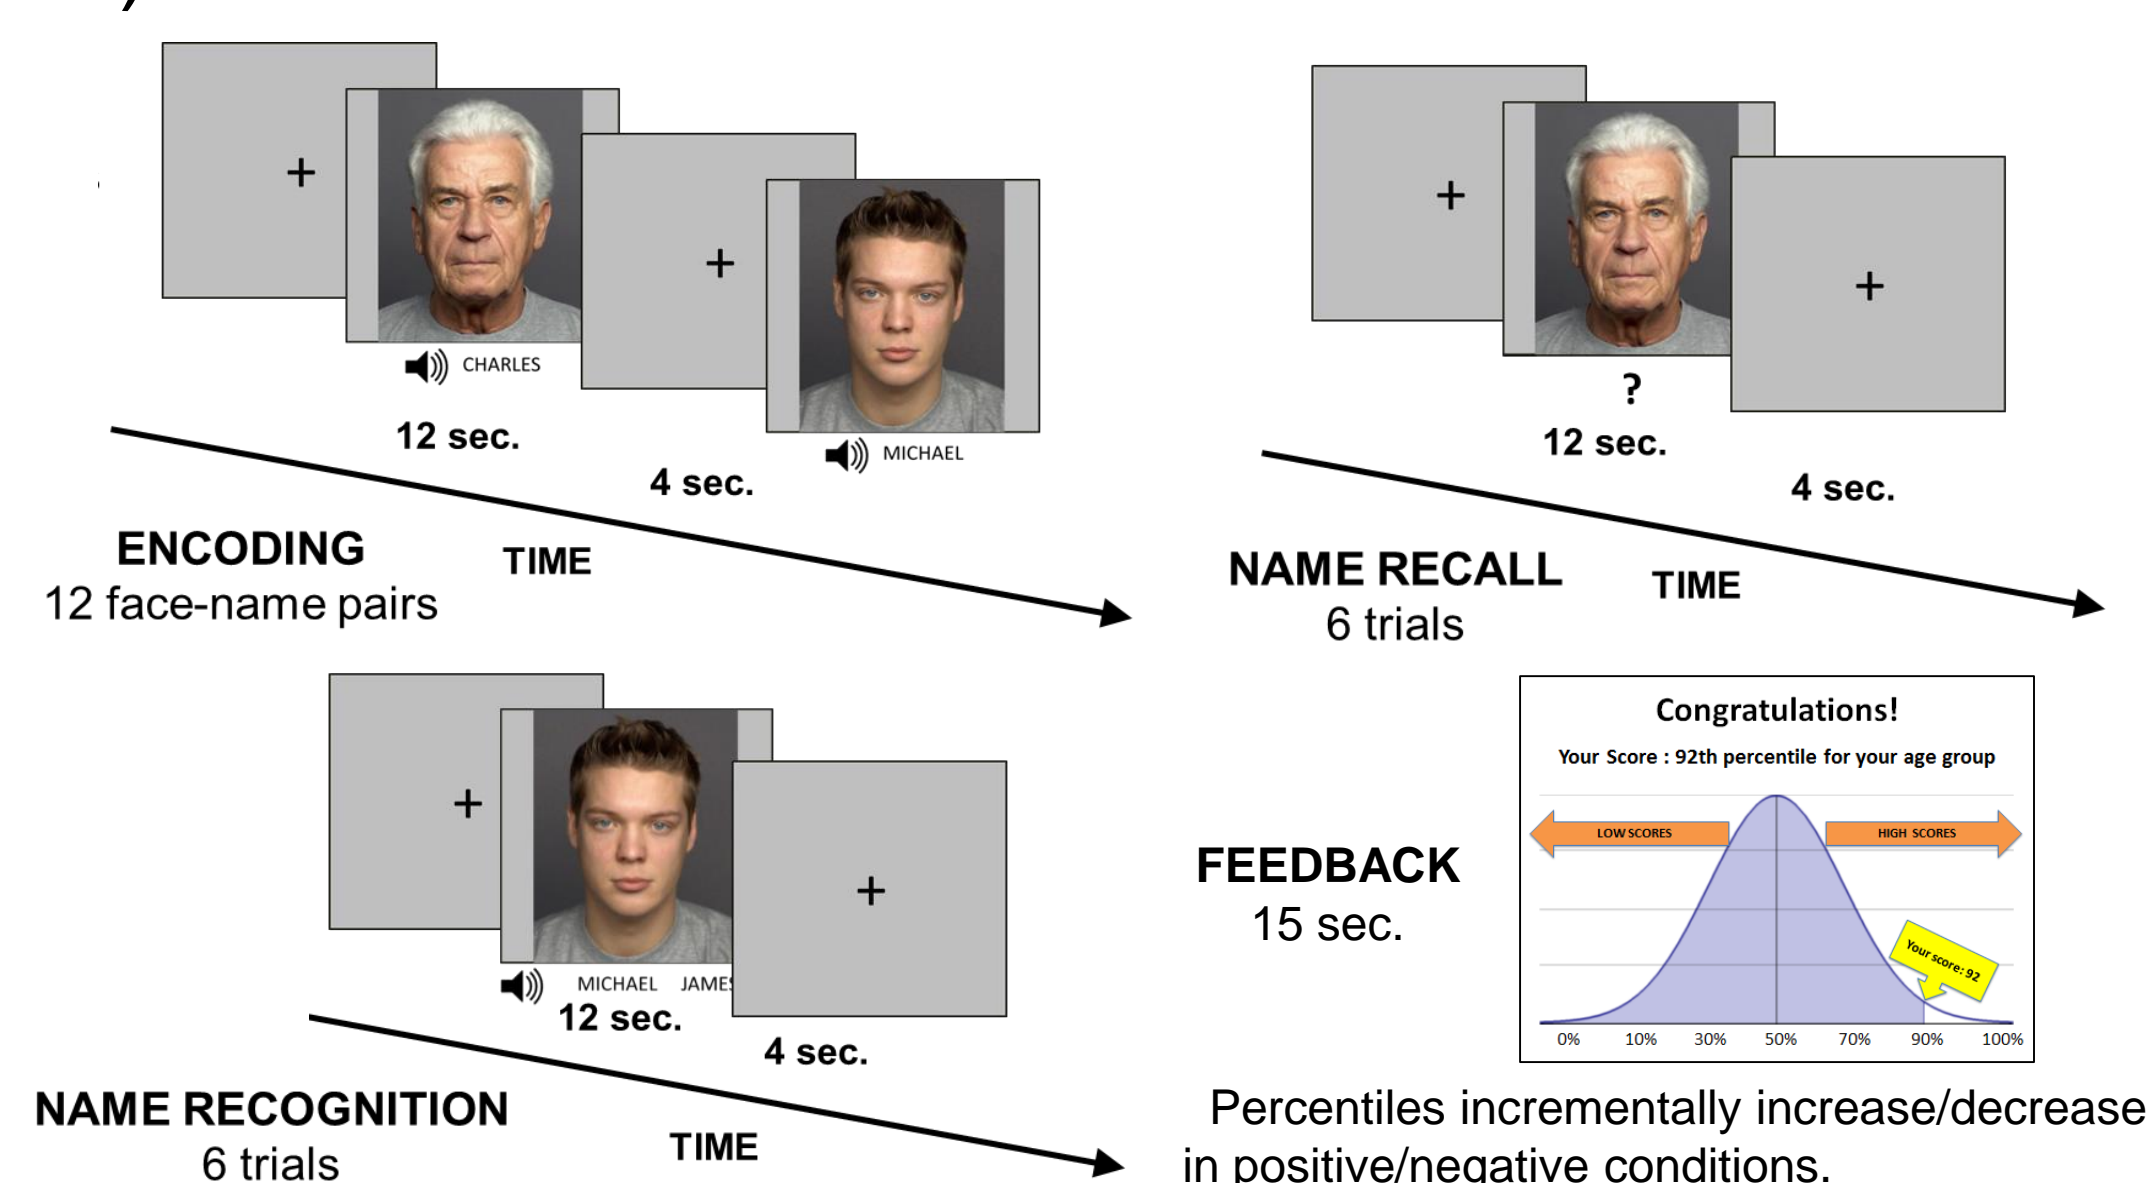 +
+
CHARLES
MICHAEL
12 sec.
4 sec.
ENCODING
12 face-name pairs
TIME
+
+
?
12 sec.
4 sec.
NAME RECALL
6 trials
TIME
+
+
MICHAEL JAMES
12 sec.
4 sec.
NAME RECOGNITION
6 trials
TIME
FEEDBACK
15 sec.
Congratulations!
Your Score : 92th percentile for your age group
LOW SCORES
HIGH SCORES
Your score: 92
0% 10% 30% 50% 70% 90% 100%
Percentiles incrementally increase/decrease
in positive/negative conditions.